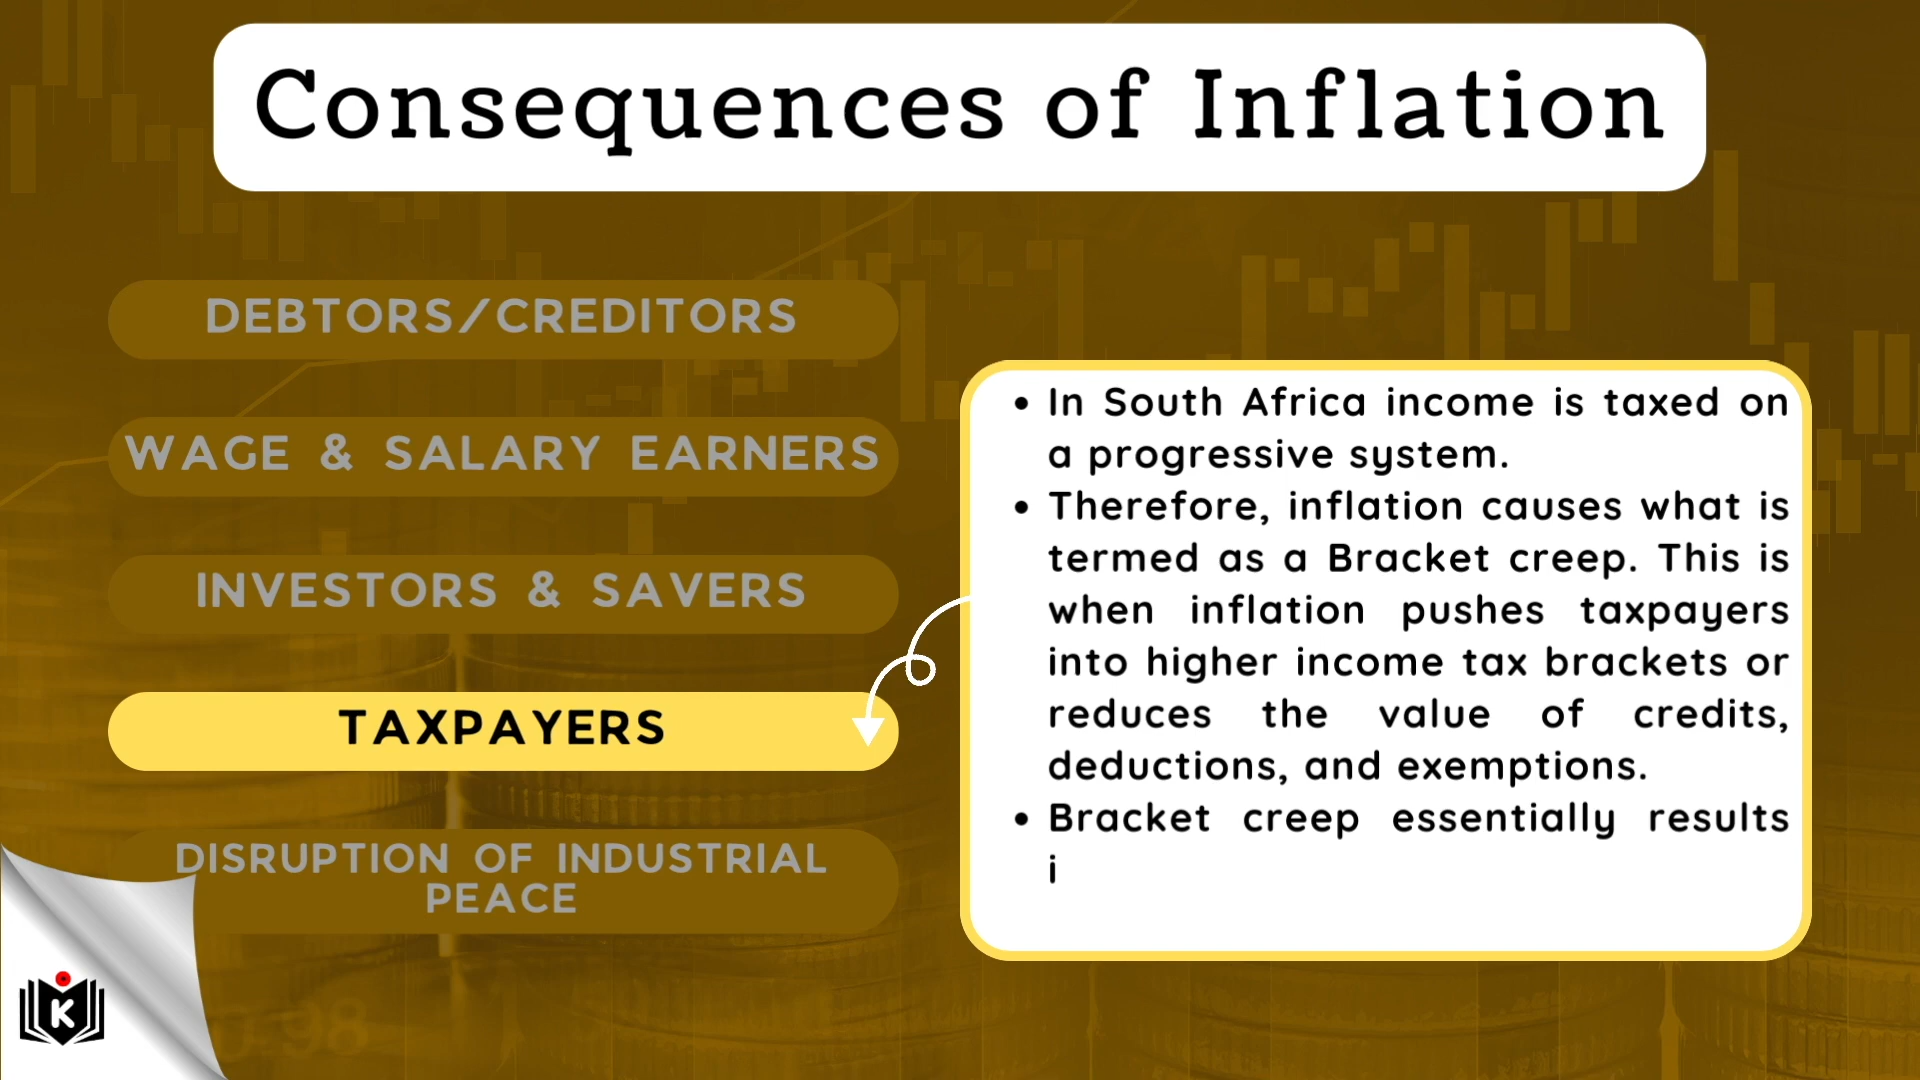 Consequences of Inflation
DEBTORS/CREDITORS
WAGE & SALARY EARNERS
INVESTORS & SAVERS
TAXPAYERS
DISRUPTION OF INDUSTRIAL
PEACE
• In South Africa income is taxed on
a progressive system.
• Therefore, inflation causes what is
termed as a Bracket creep. This is
when inflation pushes taxpayers
into higher income tax brackets or
reduces the value of credits,
deductions, and exemptions.
• Bracket creep essentially results
i
K